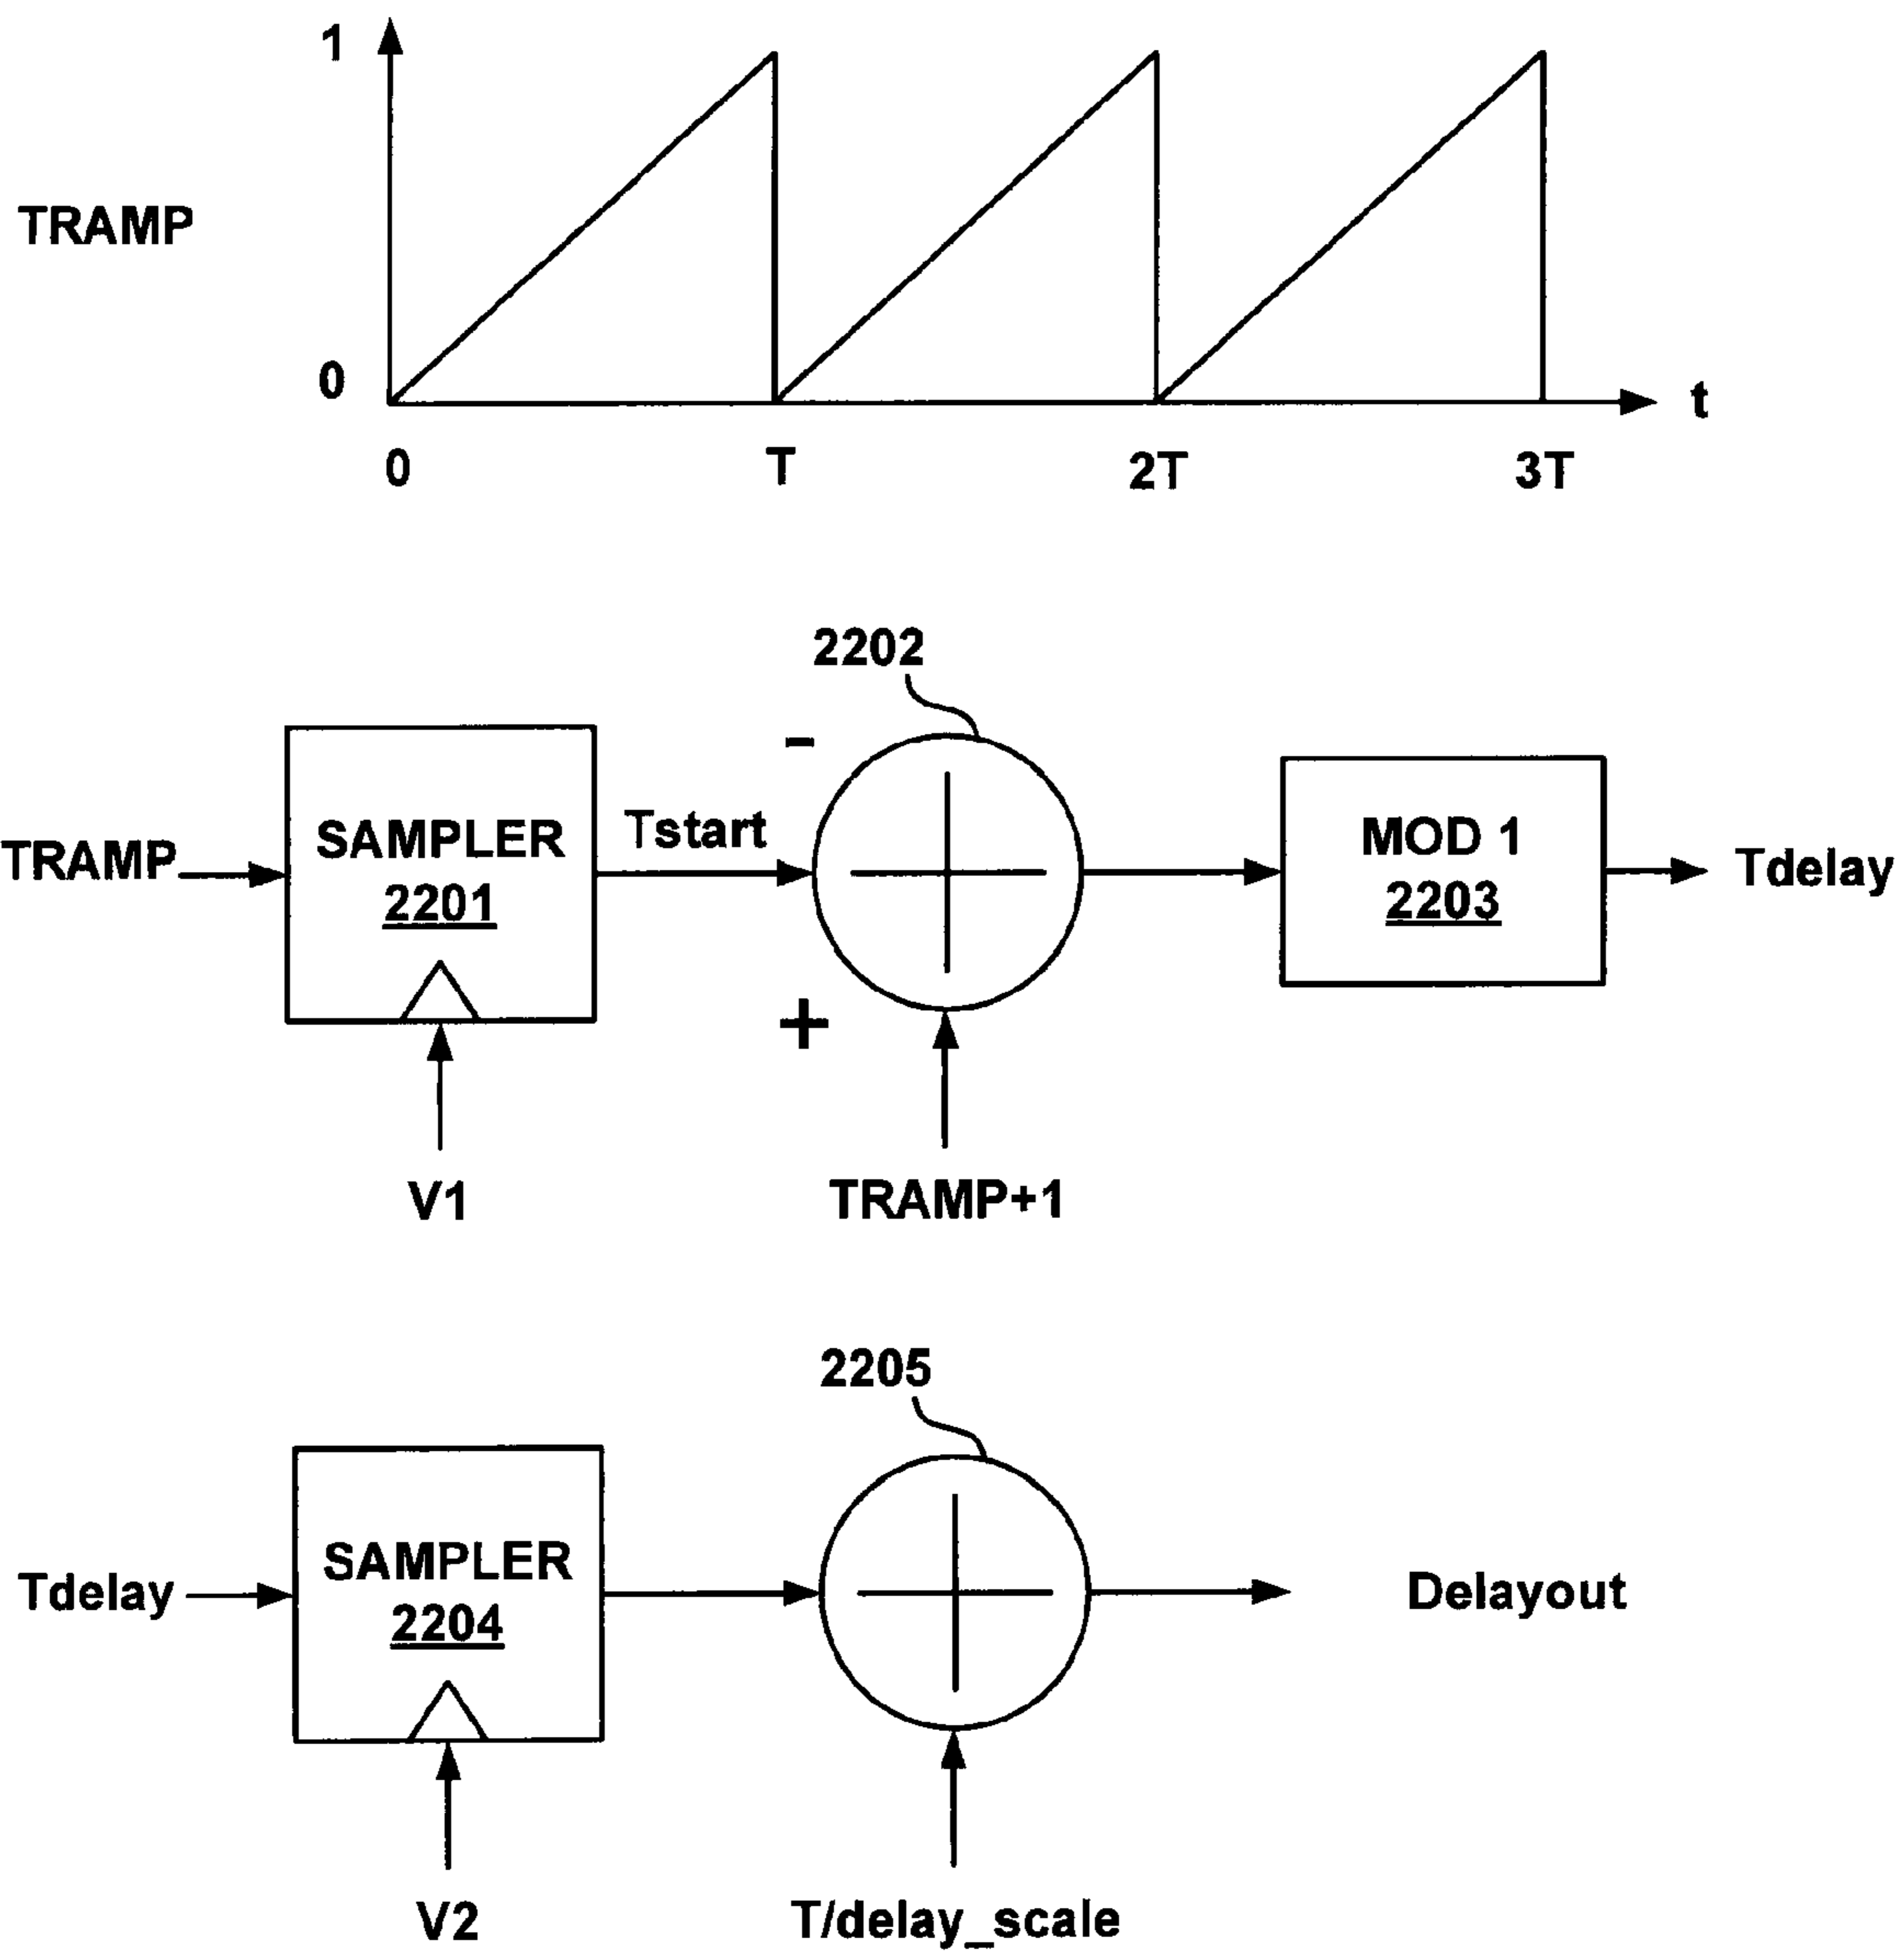 1
TRAMP
0
t
0 T 2T 3T
2202
-
TRAMP
SAMPLER
2201
Tstart
MOD 1
2203
Tdelay
+
V1
TRAMP+1
2205
Tdelay
SAMPLER
2204
Delayout
V2
T/delay_scale